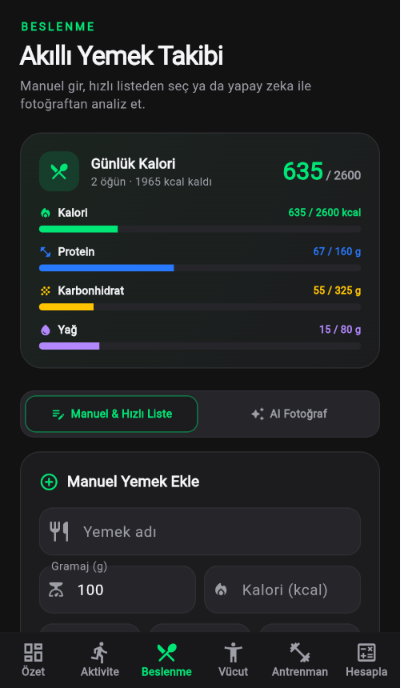 BESLENME
Akıllı Yemek Takibi
Manuel gir, hızlı listeden seç ya da yapay zeka ile
fotoğraftan analiz et.
Günlük Kalori
2 öğün · 1965 kcal kaldı
635 / 2600
Kalori
635 / 2600 kcal
Protein
67 / 160 g
Karbonhidrat
55 / 325 g
Yağ
15 / 80 g
Manuel & Hızlı Liste
AI Fotoğraf
Manuel Yemek Ekle
Yemek adı
Gramaj (g)
100
Kalori (kcal)
Özet
Aktivite
Beslenme
Vücut
Antrenman
Hesapla